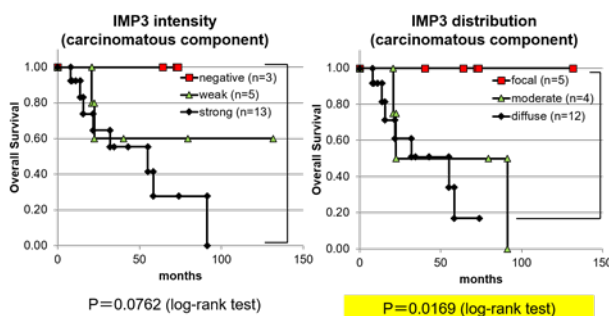 IMP3 intensity
(carcinomatous component)
1.00
0.80
0.60
0.40
0.20
0.00
Overall Survival
negative (n=3)
weak (n=5)
strong (n=13)
0
50
100
150
months
P=0.0762 (log-rank test)
IMP3 distribution
(carcinomatous component)
1.00
0.80
0.60
0.40
0.20
0.00
Overall Survival
focal (n=5)
moderate (n=4)
diffuse (n=12)
0
50
100
150
months
P=0.0169 (log-rank test)